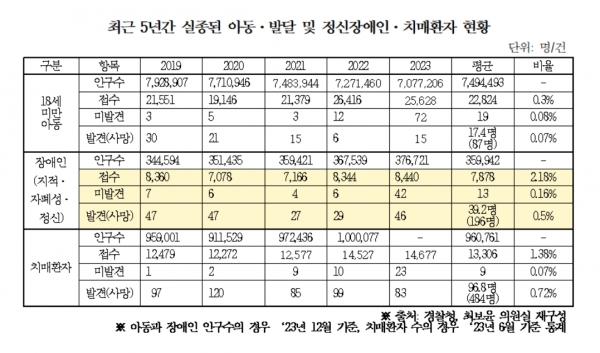 최근 5년간 실종된 아동·발달 및 정신장애인·치매환자 현황
단위: 명/건
구분 항목 2019 2020 2021 2022 2023 평균 비율
18세 미만 아동
인구수 7,928,907 7,710,946 7,483,944 7,271,460 7,077,206 7,494,493 -
접수 21,551 19,146 21,379 26,416 25,628 22,824 0.3%
미발견 3 5 3 12 72 19 0.08%
발견(사망) 30 21 15 6 15 17.4명 (87명) 0.07%
장애인 (지적·자폐성·정신)
인구수 344,594 351,435 359,421 367,539 376,721 359,942 -
접수 8,360 7,078 7,166 8,344 8,440 7,878 2.18%
미발견 7 6 4 6 42 13 0.16%
발견(사망) 47 47 27 29 46 39.2명 (196명) 0.5%
치매환자
인구수 959,001 911,529 972,436 1,000,077 - 960,761 -
접수 12,479 12,272 12,577 14,527 14,677 13,306 1.38%
미발견 1 2 9 10 23 9 0.07%
발견(사망) 97 120 85 99 83 96.8명 (484명) 0.72%
※ 출처: 경찰청, 최보윤 의원실 재구성
※ 아동과 장애인 인구수의 경우 '23년 12월 기준, 치매환자 수의 경우 '23년 6월 기준 통계